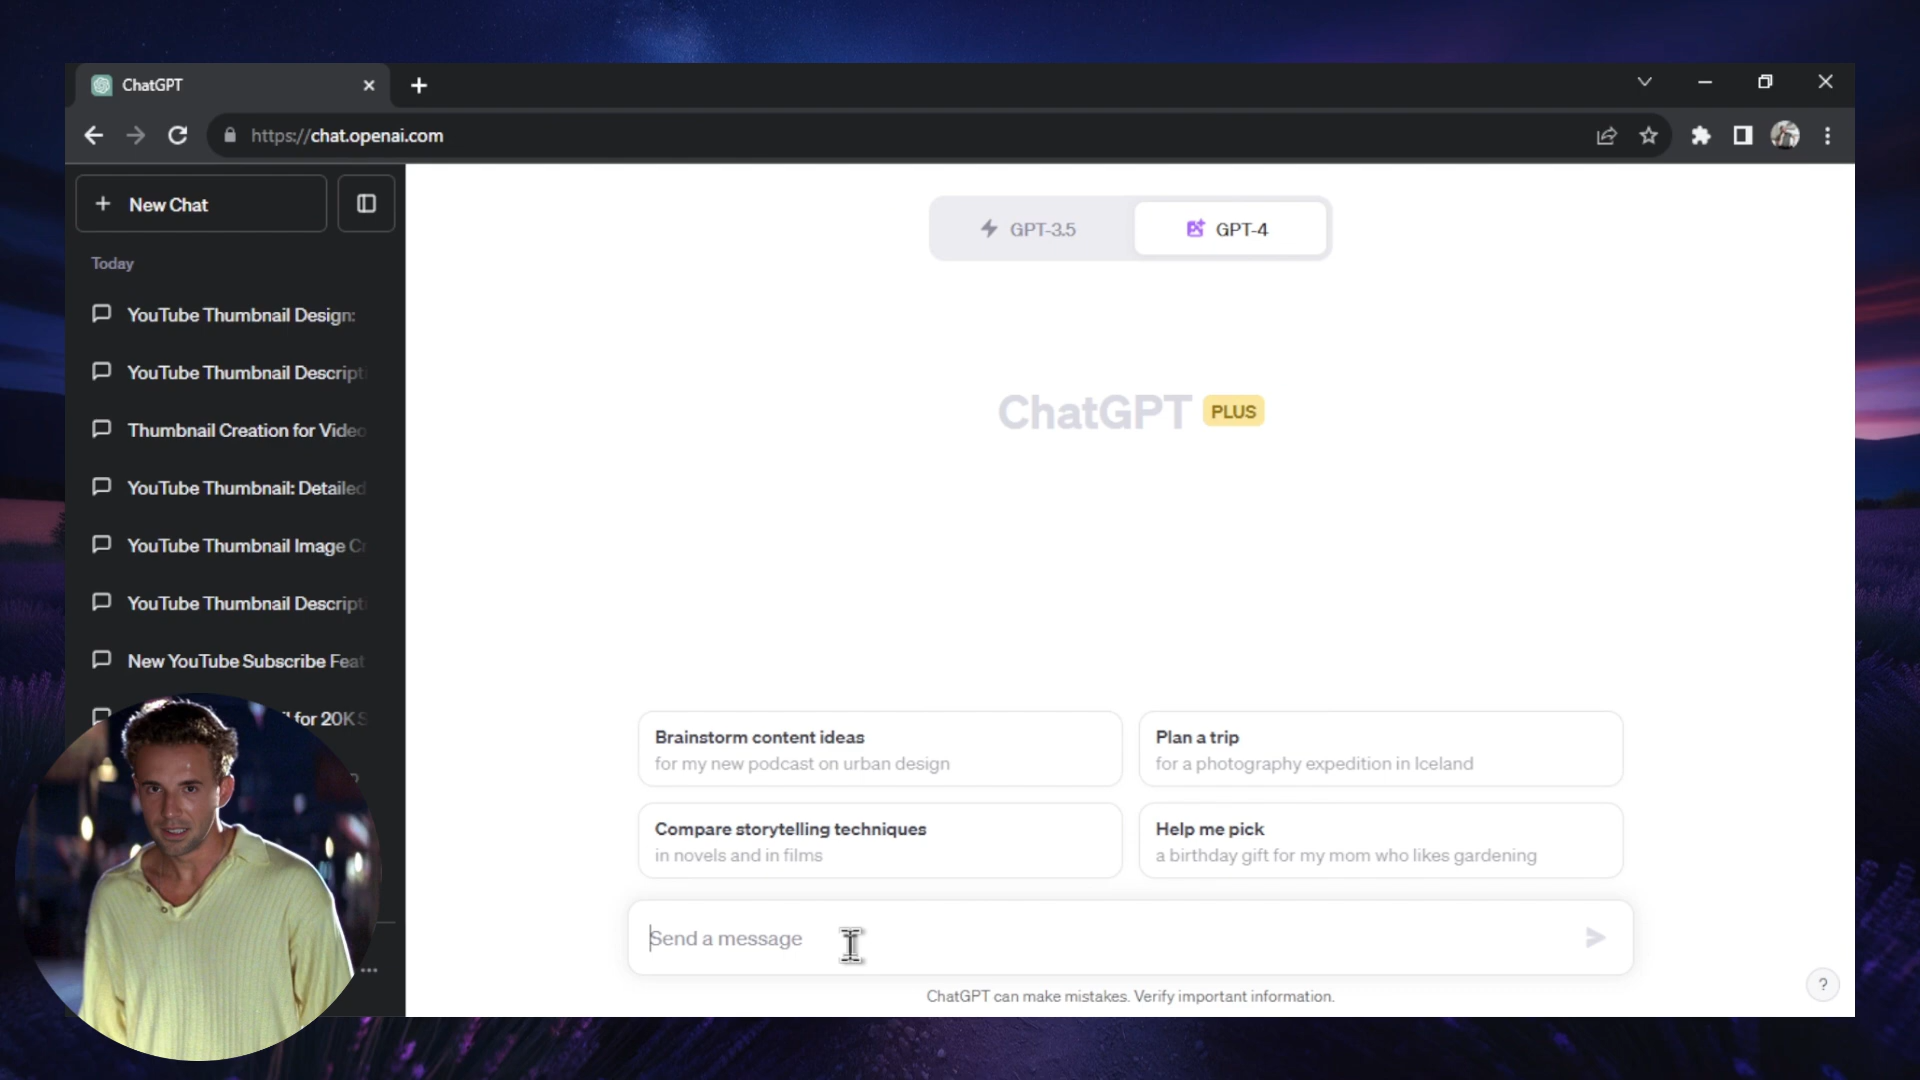 ChatGPT
https://chat.openai.com
New Chat
Today
YouTube Thumbnail Design:
YouTube Thumbnail Descript
Thumbnail Creation for Video
YouTube Thumbnail: Detailed
YouTube Thumbnail Image C
YouTube Thumbnail Descript
New YouTube Subscribe Feat
for 20K S
GPT-3.5
GPT-4
ChatGPT PLUS
Brainstorm content ideas
for my new podcast on urban design
Plan a trip
for a photography expedition in Iceland
Compare storytelling techniques
in novels and in films
Help me pick
a birthday gift for my mom who likes gardening
Send a message
ChatGPT can make mistakes. Verify important information.
?